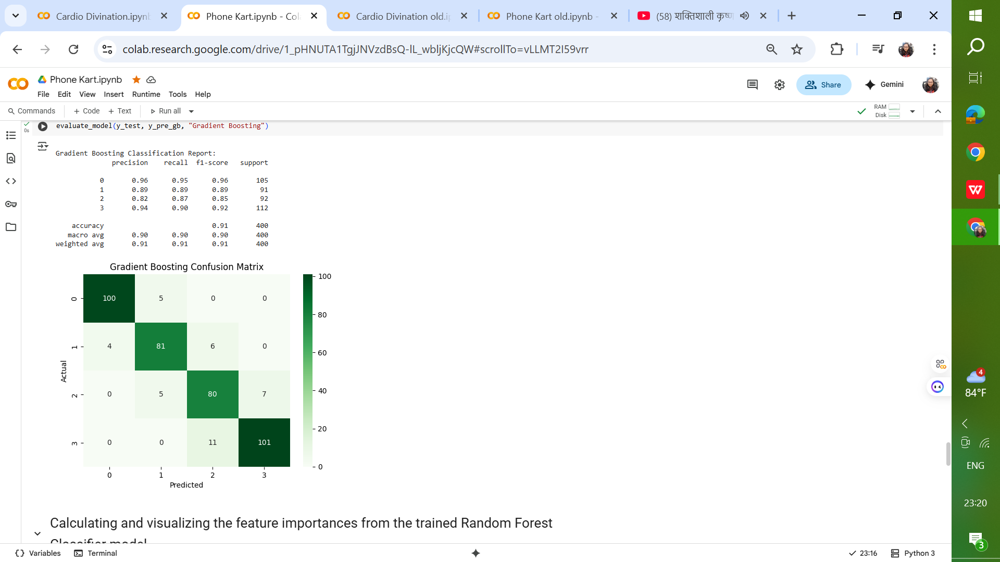 Cardio Divination.ipynb
Phone Kart.ipynb - Col
Cardio Divination old.ip
Phone Kart old.ipynb -
(58) शक्तिशाली कृष्ण
colab.research.google.com/drive/1_pHNUTA1TgjJNVzdBsQ-lL_wbljKjcQW#scrollTo=vLLMT2I59vrr
Phone Kart.ipynb
File Edit View Insert Runtime Tools Help
Share
Gemini
Commands + Code + Text Run all
RAM
Disk
0s
evaluate_model(y_test, y_pre_gb, "Gradient Boosting")
Gradient Boosting Classification Report:
precision recall f1-score support
0 0.96 0.95 0.96 105
1 0.89 0.89 0.89 91
2 0.82 0.87 0.85 92
3 0.94 0.90 0.92 112
accuracy 0.91 400
macro avg 0.90 0.90 0.90 400
weighted avg 0.91 0.91 0.91 400
Gradient Boosting Confusion Matrix
0 100 5 0 0
1 4 81 6 0
2 0 5 80 7
3 0 0 11 101
0 1 2 3
Actual
Predicted
100
80
60
40
20
0
Calculating and visualizing the feature importances from the trained Random Forest
Classifier model
Variables Terminal
23:16 Python 3
4
84°F
ENG
23:20
3